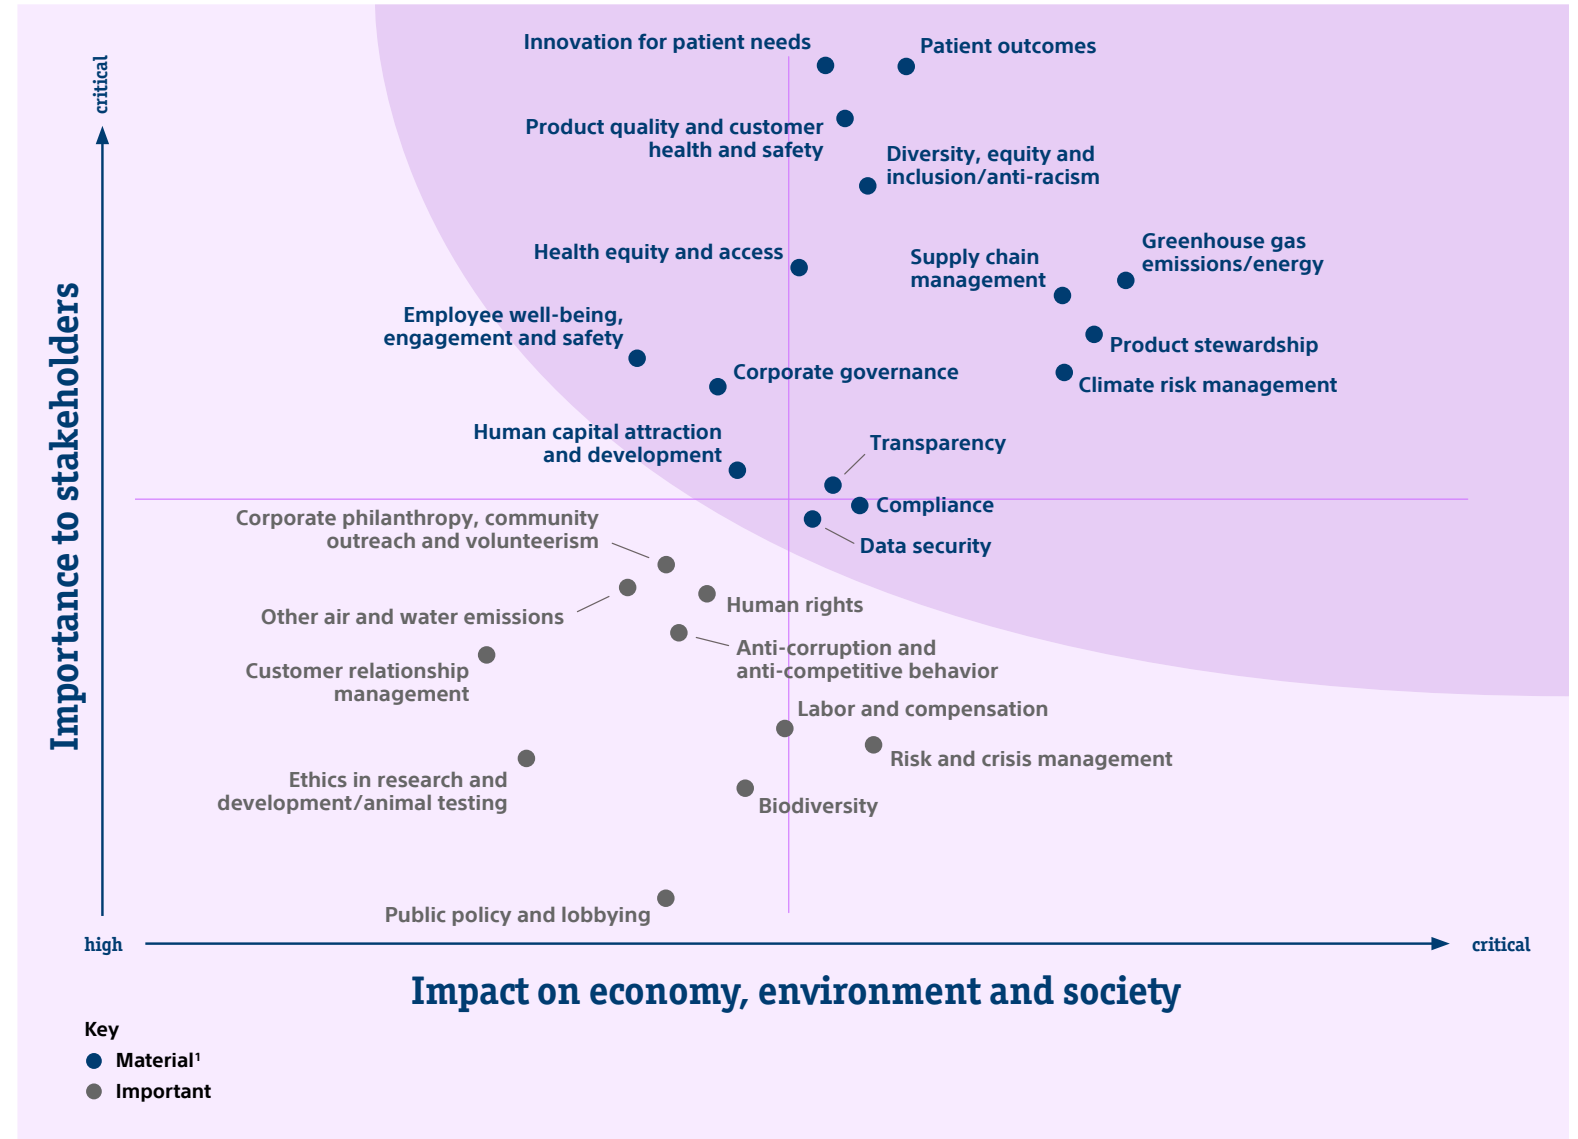 Innovation for patient needs
Patient outcomes
critical
Product quality and customer
health and safety
Diversity, equity and
inclusion/anti-racism
Health equity and access
Supply chain
management
Greenhouse gas
emissions/energy
Employee well-being,
engagement and safety
Product stewardship
Corporate governance
Climate risk management
Human capital attraction
and development
Transparency
Compliance
Data security
Importance to stakeholders
Corporate philanthropy, community
outreach and volunteerism
Other air and water emissions
Human rights
Anti-corruption and
anti-competitive behavior
Customer relationship
management
Labor and compensation
Risk and crisis management
Ethics in research and
development/animal testing
Biodiversity
Public policy and lobbying
high
critical
Impact on economy, environment and society
Key
Material¹
Important